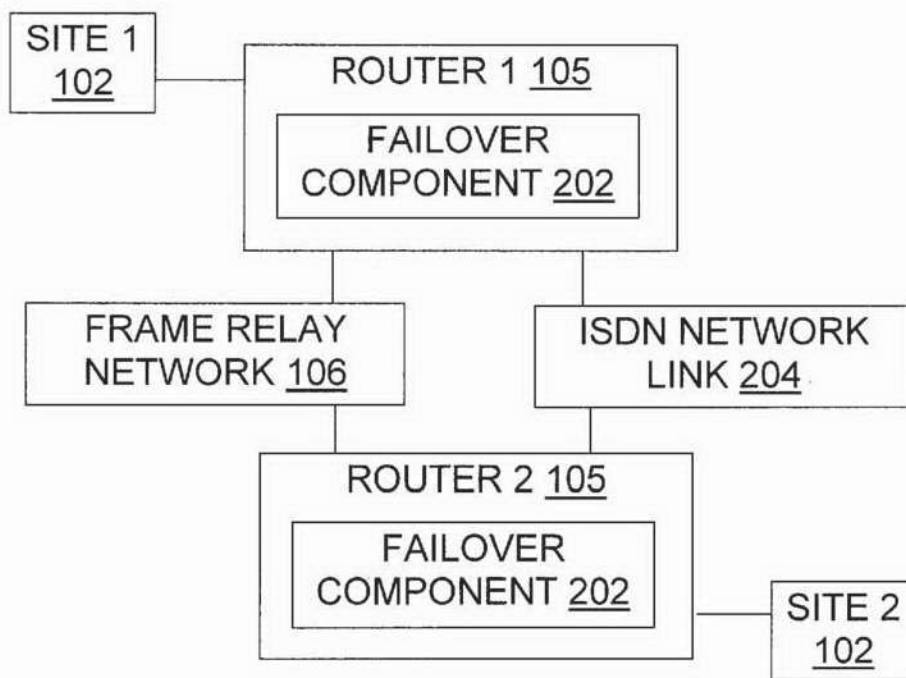 SITE 1
102
ROUTER 1 105
FAILOVER
COMPONENT 202
FRAME RELAY
NETWORK 106
ISDN NETWORK
LINK 204
ROUTER 2 105
FAILOVER
COMPONENT 202
SITE 2
102